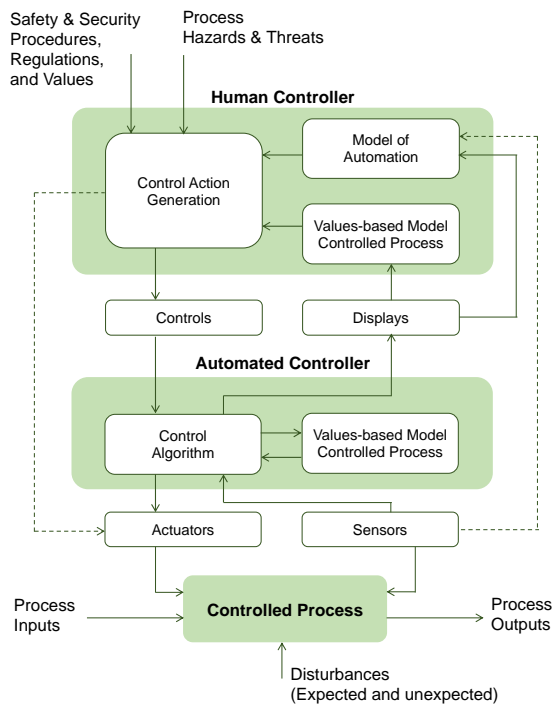 Safety & Security
Procedures,
Regulations,
and Values
Process
Hazards & Threats
Human Controller
Control Action
Generation
Model of
Automation
Values-based Model
Controlled Process
Controls
Displays
Automated Controller
Control
Algorithm
Values-based Model
Controlled Process
Actuators
Sensors
Process
Inputs
Controlled Process
Process
Outputs
Disturbances
(Expected and unexpected)